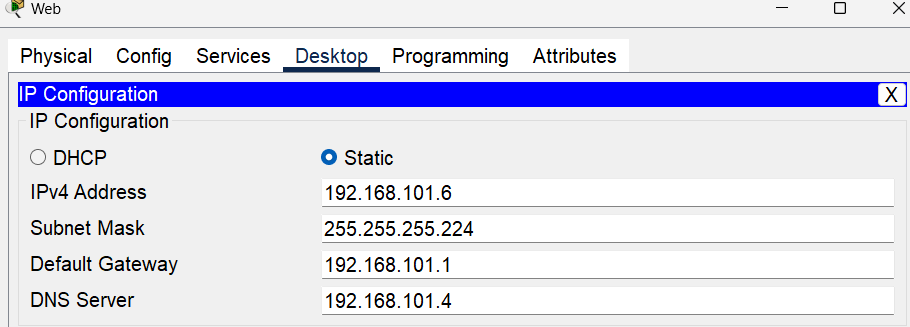 Web
Physical Config Services Desktop Programming Attributes
IP Configuration X
IP Configuration
DHCP Static
IPv4 Address 192.168.101.6
Subnet Mask 255.255.255.224
Default Gateway 192.168.101.1
DNS Server 192.168.101.4